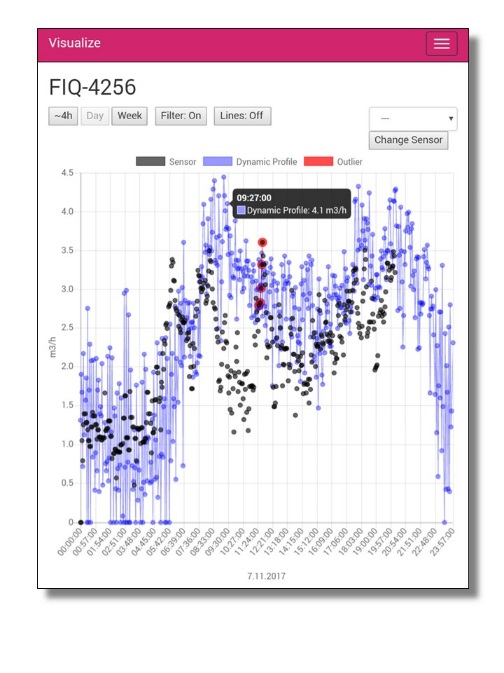 Visualize
FIQ-4256
~4h Day Week Filter: On Lines: Off
—
Change Sensor
Sensor Dynamic Profile Outlier
4.5
4.0
3.5
3.0
2.5
2.0
1.5
1.0
0.5
0
m3/h
09:27:00
Dynamic Profile: 4.1 m3/h
00:00:00 00:57:00 01:54:00 02:51:00 03:48:00 04:45:00 05:42:00 06:39:00 07:36:00 08:33:00 09:30:00 10:27:00 11:24:00 12:21:00 13:18:00 14:15:00 15:12:00 16:09:00 17:06:00 18:03:00 19:00:00 19:57:00 20:54:00 21:51:00 22:48:00 23:57:00
7.11.2017